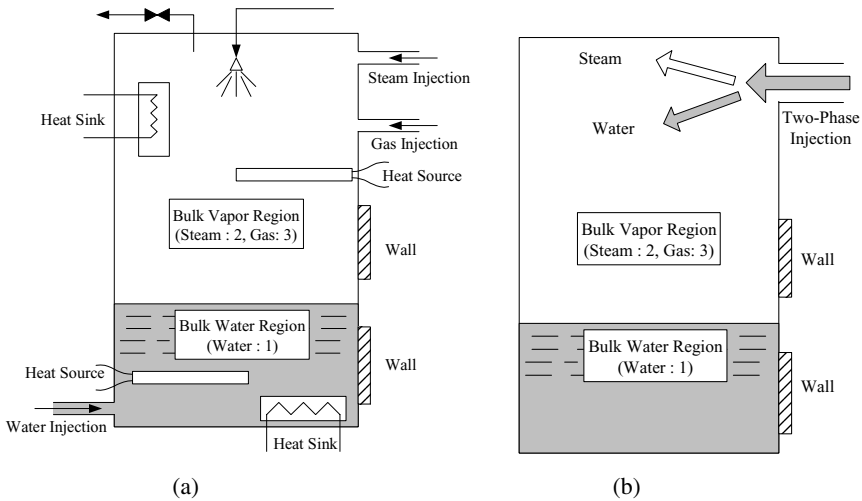 Steam Injection
Heat Sink
Gas Injection
Heat Source
Bulk Vapor Region
(Steam : 2, Gas: 3)
Wall
Bulk Water Region
(Water : 1)
Wall
Heat Source
Water Injection
Heat Sink
(a)
Steam
Water
Two-Phase
Injection
Bulk Vapor Region
(Steam : 2, Gas: 3)
Wall
Bulk Water Region
(Water : 1)
Wall
(b)